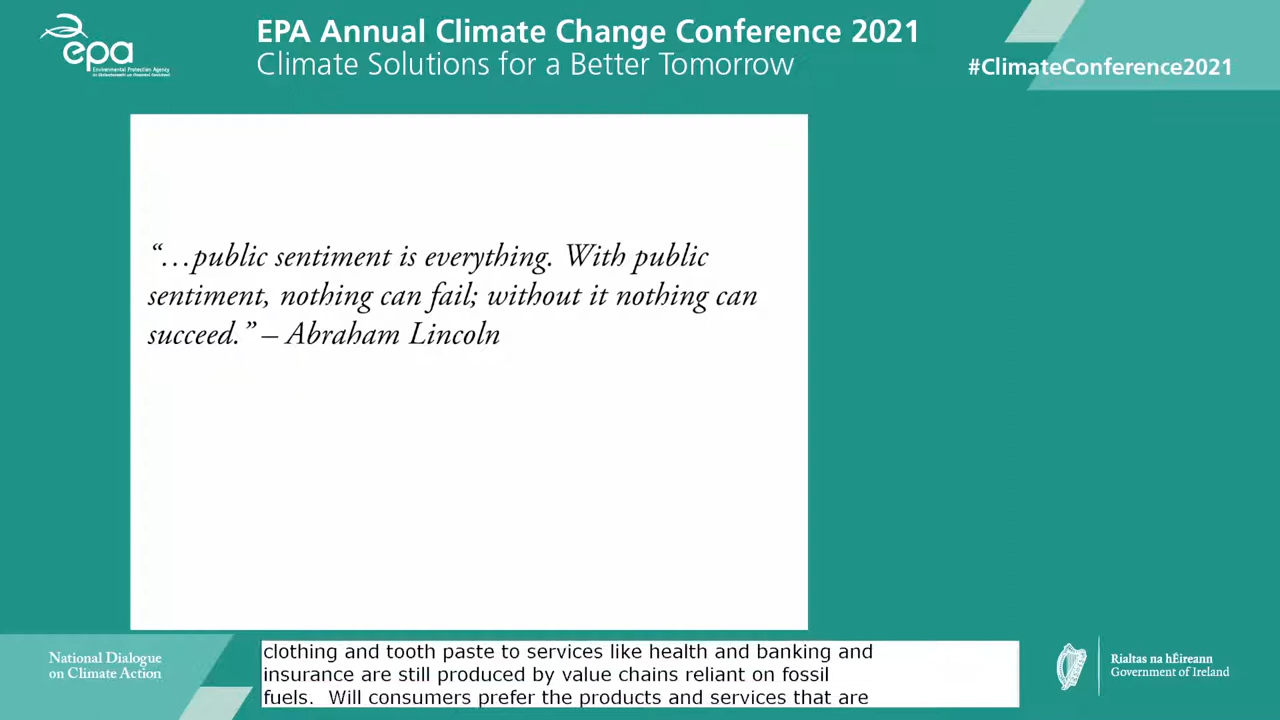 epa
Environmental Protection Agency
EPA Annual Climate Change Conference 2021
Climate Solutions for a Better Tomorrow
#ClimateConference2021
“…public sentiment is everything. With public
sentiment, nothing can fail; without it nothing can
succeed.” – Abraham Lincoln
National Dialogue
on Climate Action
clothing and tooth paste to services like health and banking and
insurance are still produced by value chains reliant on fossil
fuels.  Will consumers prefer the products and services that are
Rialtas na hÉireann
Government of Ireland